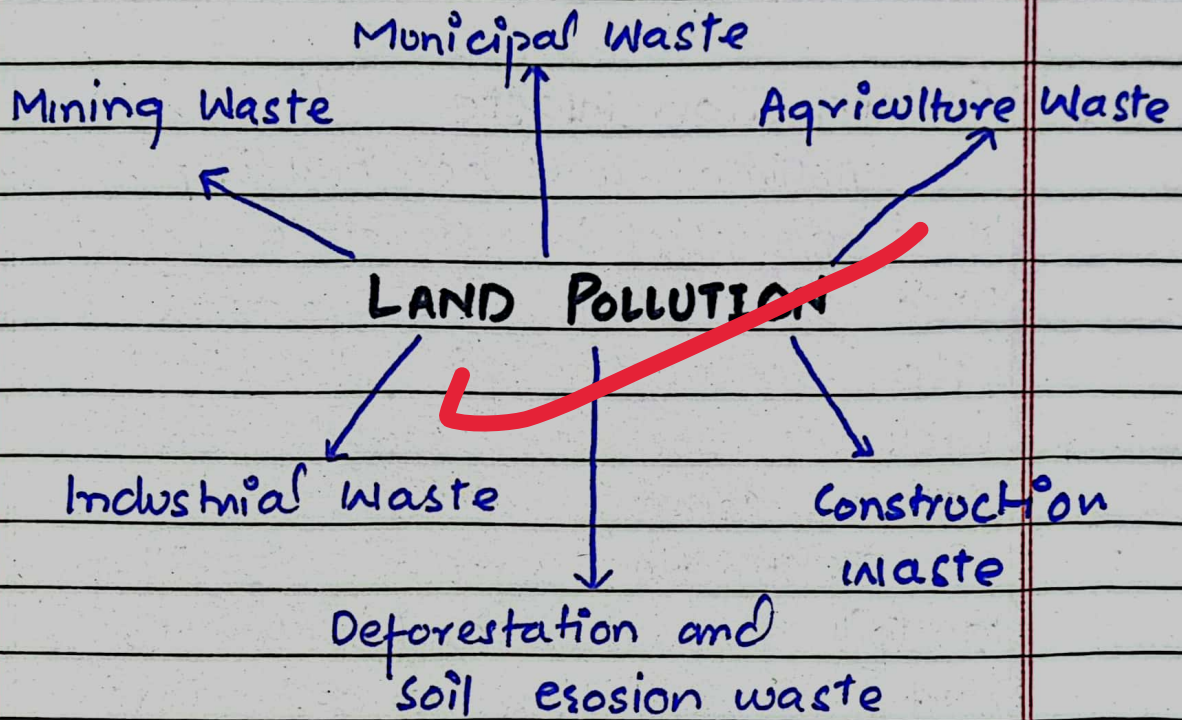 Municipal Waste
Mining Waste
Agriculture Waste
LAND POLLUTION
Industrial Waste
Construction
Waste
Deforestation and
soil erosion waste